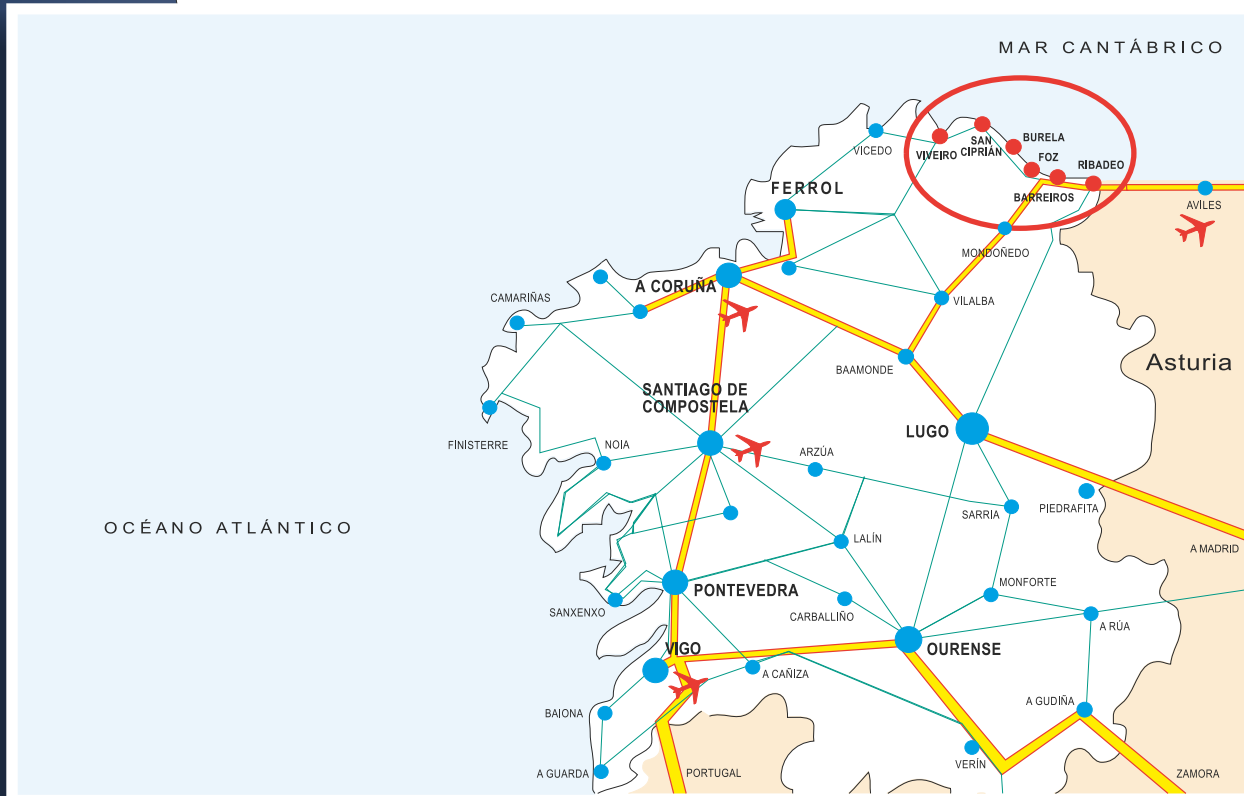 MAR CANTÁBRICO
BURELA
SAN
CIPRIÁN
VICEDO
VIVEIRO
FOZ
RIBADEO
FERROL
BARREIROS
AVILES
MONDOÑEDO
A CORUÑA
CAMARIÑAS
VILALBA
BAAMONDE
Asturia
SANTIAGO DE
COMPOSTELA
LUGO
FINISTERRE
NOIA
ARZÚA
PIEDRAFITA
SARRIA
OCÉANO ATLÁNTICO
LALÍN
A MADRID
MONFORTE
PONTEVEDRA
SANXENXO
CARBALLIÑO
A RÚA
VIGO
OURENSE
A CAÑIZA
A GUDIÑA
BAIONA
VERÍN
A GUARDA
PORTUGAL
ZAMORA